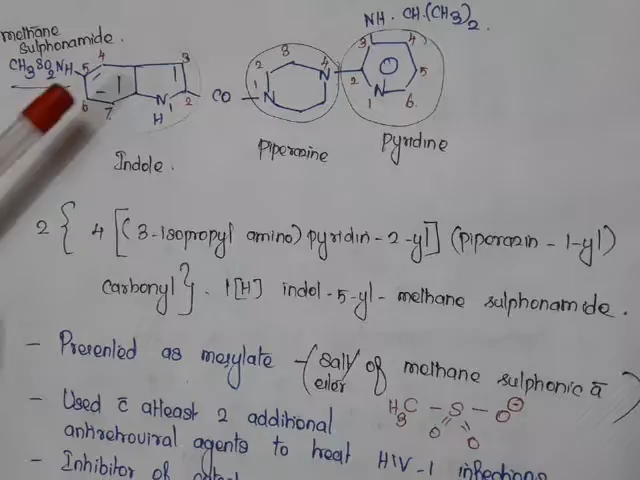 methane
sulphonamide.
NH. CH.(CH3)2.
CH3SO2NH 5 4 3 6 7 N 1 H 2 CO
1 N 2 3 4 N
3 4 5 6 N 1 2
Indole.
Piperazine
Pyridine
2 { 4 [(3-Isopropyl amino) pyridin-2-yl] (piperazin-1-yl)
carbonyl}. 1[H] indol-5-yl-methane sulphonamide.
- Presented as mesylate - (salt/ ester of methane sulphonic a)
- Used c̄ atleast 2 additional
antiretroviral agents to treat HIV-1 infections
H3C - S - O⊖
O O
- Inhibitor of